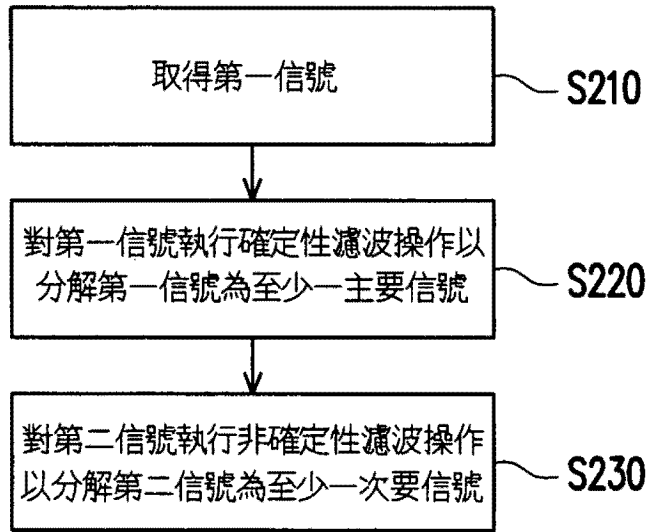 取得第一信號
S210
對第一信號執行確定性濾波操作以
分解第一信號為至少一主要信號
S220
對第二信號執行非確定性濾波操作
以分解第二信號為至少一次要信號
S230